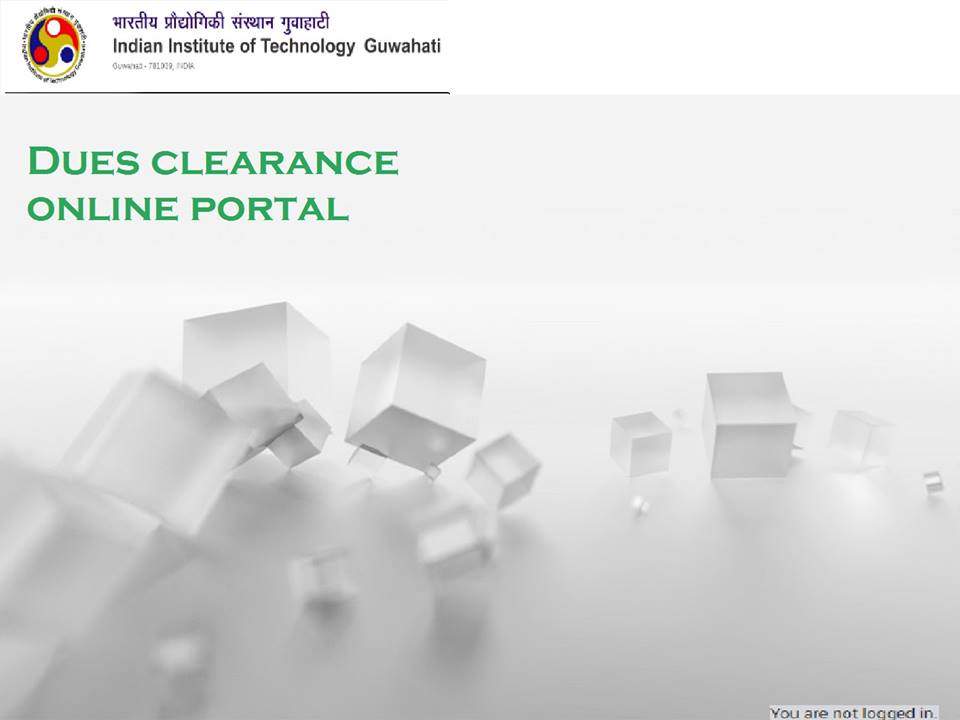 भारतीय प्रौद्योगिकी संस्थान गुवाहाटी
Indian Institute of Technology Guwahati
Guwahati - 781039, INDIA
DUES CLEARANCE
ONLINE PORTAL
You are not logged in.